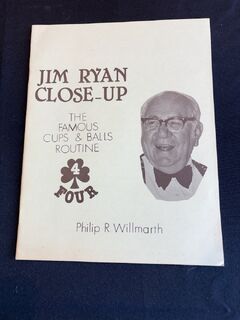 JIM RYAN
CLOSE-UP
THE
FAMOUS
CUPS & BALLS
ROUTINE
4
FOUR
Philip R. Willmarth